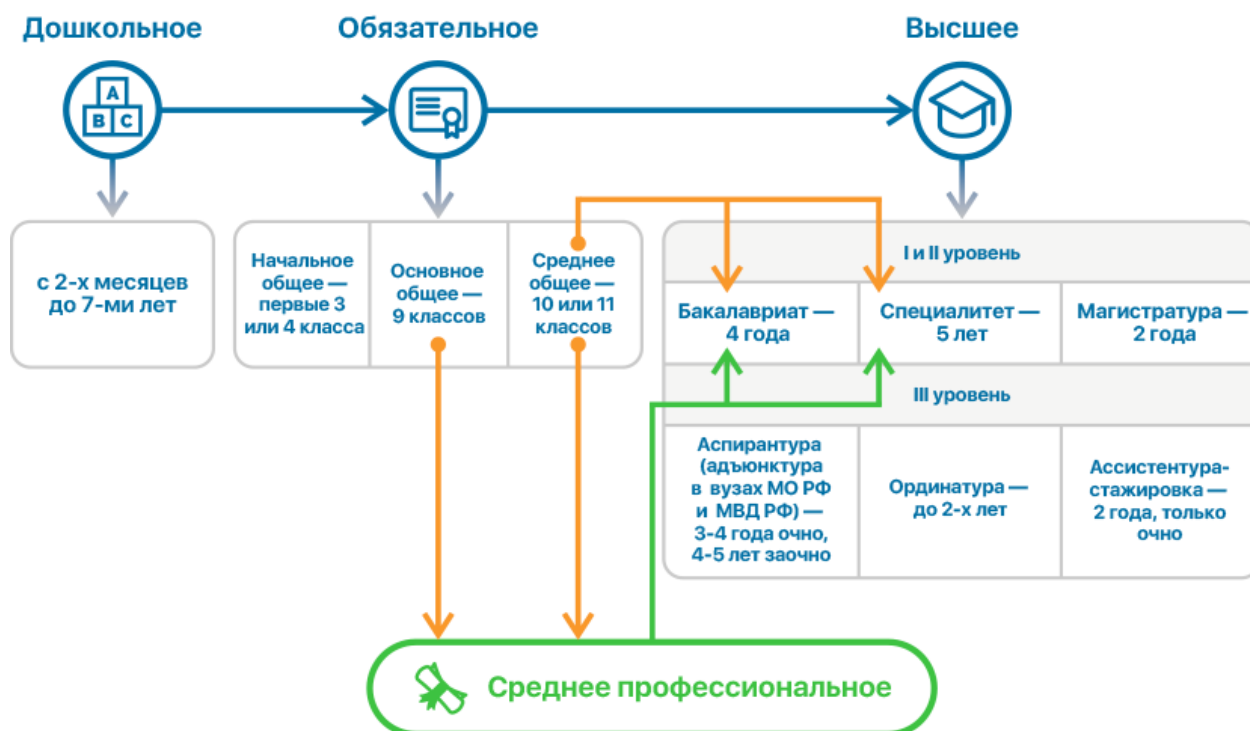 Дошкольное
Обязательное
Высшее
A
B C
с 2-х месяцев
до 7-ми лет
Начальное
общее —
первые 3
или 4 класса
Основное
общее —
9 классов
Среднее
общее —
10 или 11
классов
I и II уровень
Бакалавриат —
4 года
Специалитет —
5 лет
Магистратура —
2 года
III уровень
Аспирантура
(адъюнктура
в вузах МО РФ
и МВД РФ) —
3-4 года очно,
4-5 лет заочно
Ординатура —
до 2-х лет
Ассистентура-
стажировка —
2 года, только
очно
Среднее профессиональное